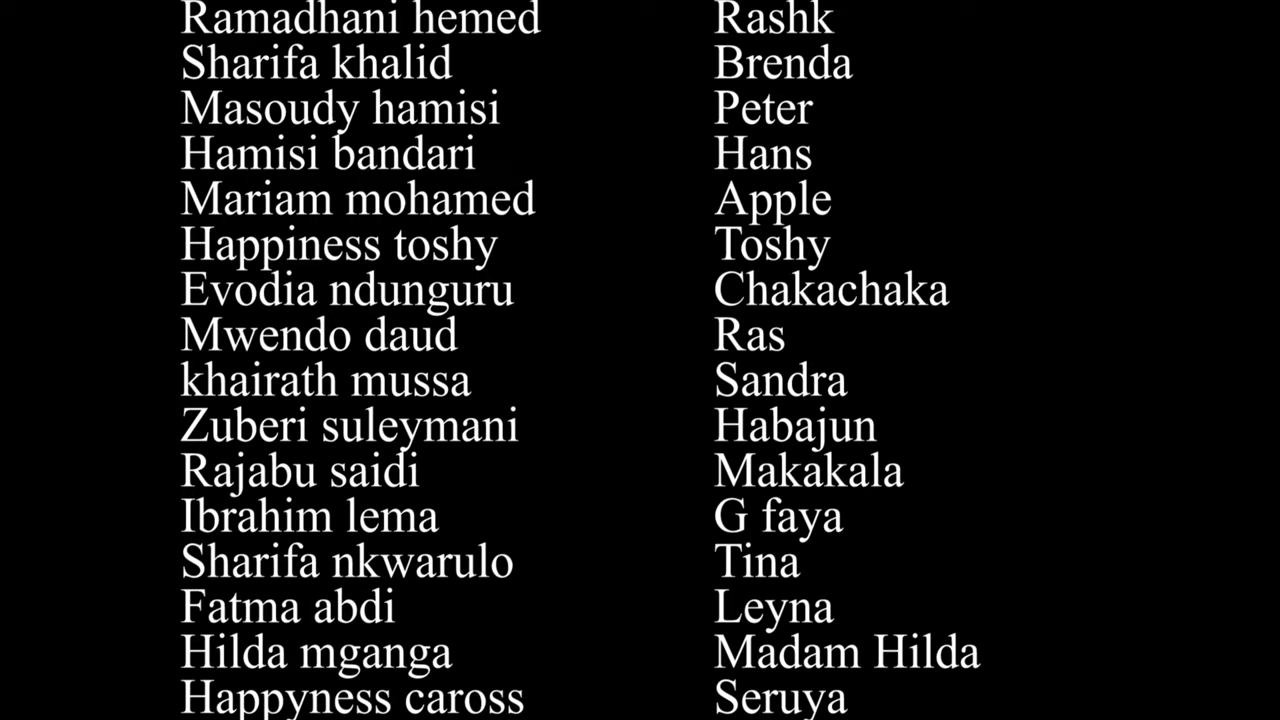 Ramadhani hemed Rashk
Sharifa khalid Brenda
Masoudy hamisi Peter
Hamisi bandari Hans
Mariam mohamed Apple
Happiness toshy Toshy
Evodia ndunguru Chakachaka
Mwendo daud Ras
khairath mussa Sandra
Zuberi suleymani Habajun
Rajabu saidi Makakala
Ibrahim lema G faya
Sharifa nkwarulo Tina
Fatma abdi Leyna
Hilda mganga Madam Hilda
Happyness caross Seruya